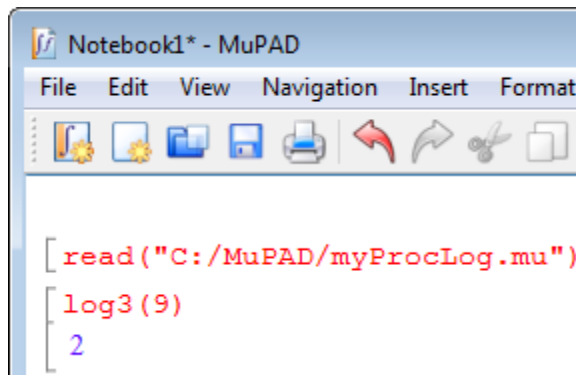 Notebook1* - MuPAD
File Edit View Navigation Insert Format
read("C:/MuPAD/myProcLog.mu")
log3(9)
2